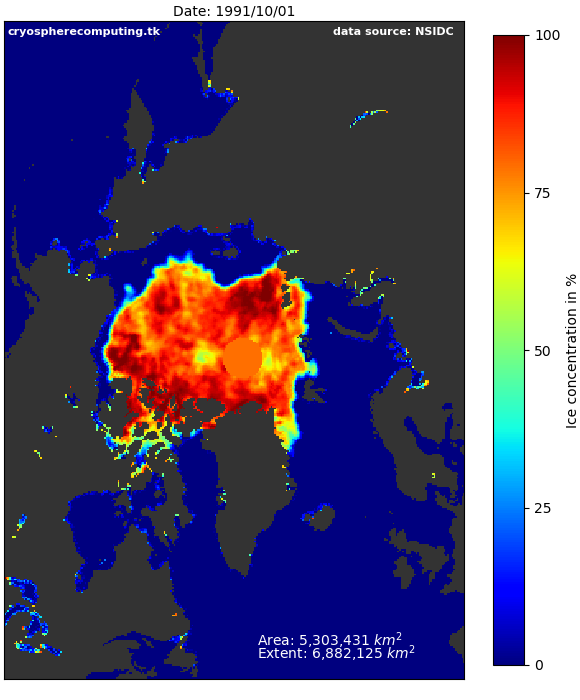 Date: 1991/10/01
cryospherecomputing.tk
data source: NSIDC
100
75
50
25
0
Ice concentration in %
Area: 5,303,431 km²
Extent: 6,882,125 km²